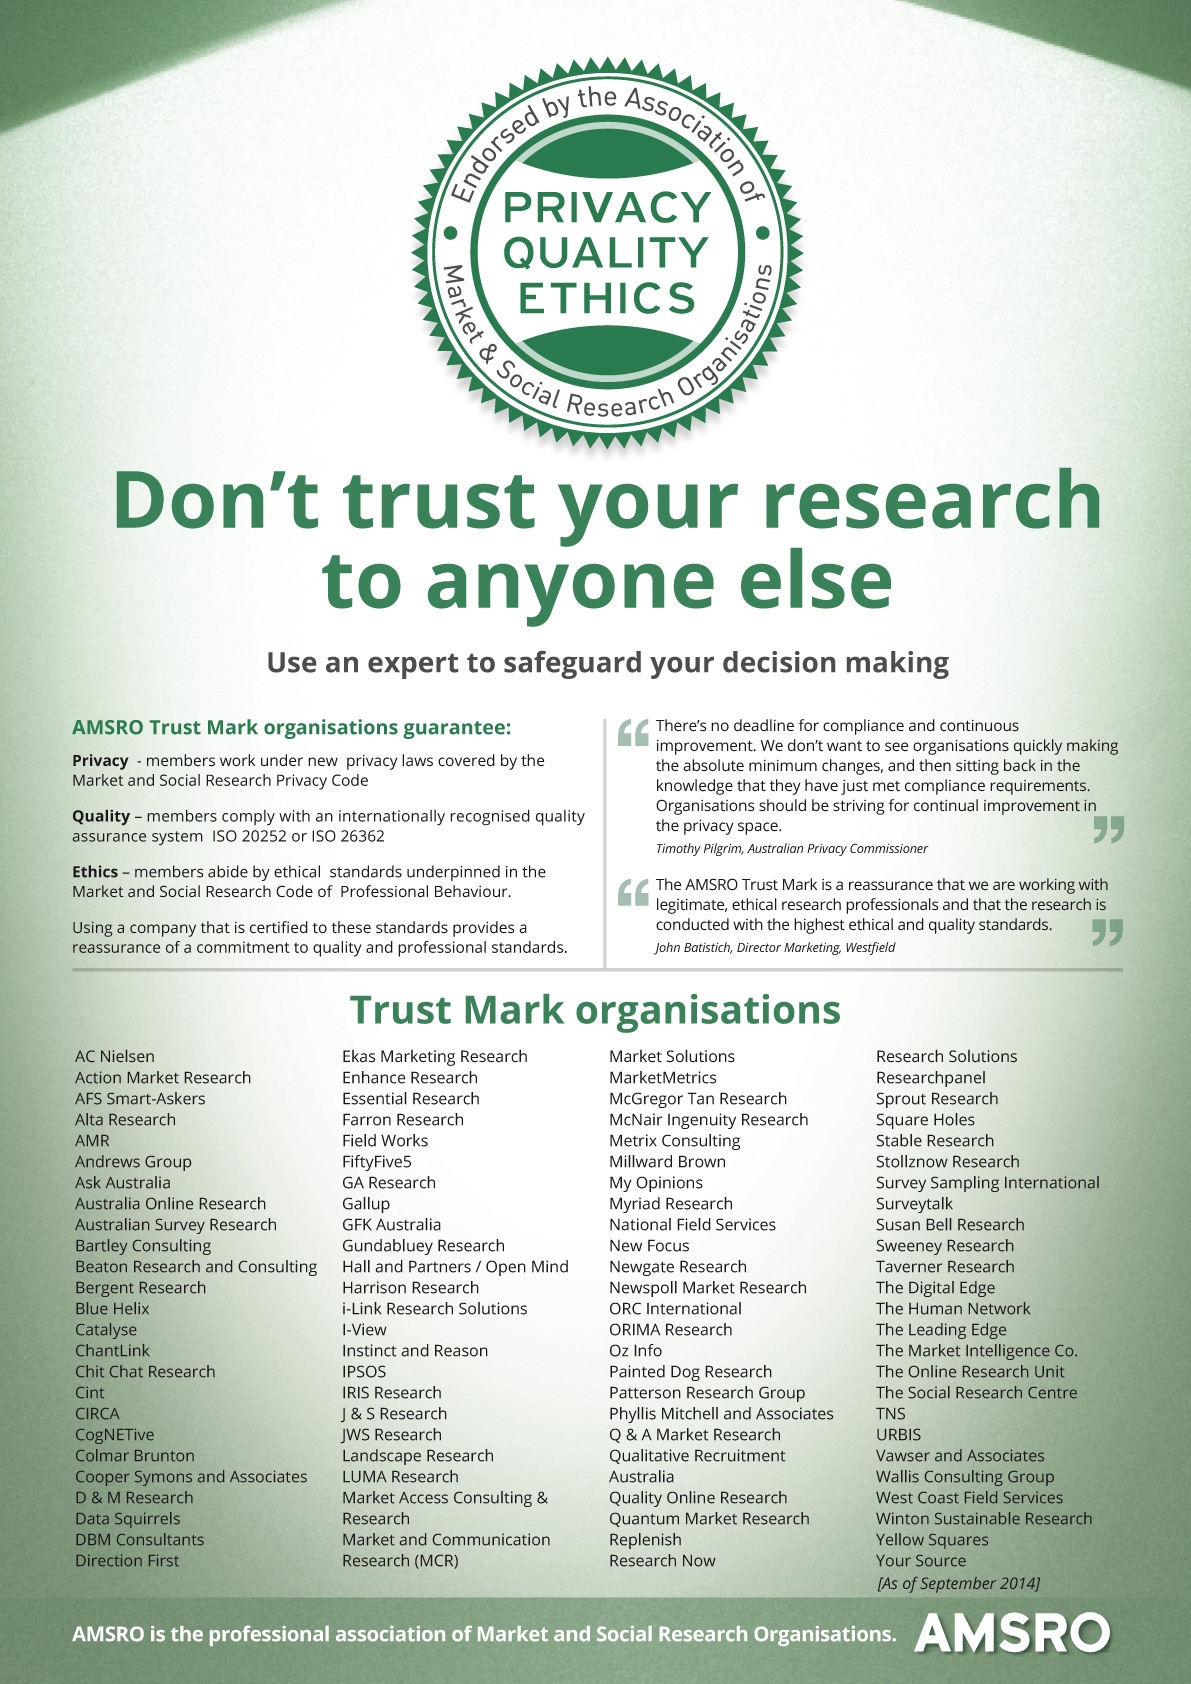 Endorsed by the Association of
PRIVACY
QUALITY
ETHICS
Market & Social Research Organisations
Don’t trust your research
to anyone else
Use an expert to safeguard your decision making
AMSRO Trust Mark organisations guarantee:
Privacy - members work under new privacy laws covered by the
Market and Social Research Privacy Code
Quality – members comply with an internationally recognised quality
assurance system ISO 20252 or ISO 26362
Ethics – members abide by ethical standards underpinned in the
Market and Social Research Code of Professional Behaviour.
Using a company that is certified to these standards provides a
reassurance of a commitment to quality and professional standards.
“ There’s no deadline for compliance and continuous
improvement. We don’t want to see organisations quickly making
the absolute minimum changes, and then sitting back in the
knowledge that they have just met compliance requirements.
Organisations should be striving for continual improvement in
the privacy space. ”
Timothy Pilgrim, Australian Privacy Commissioner
“ The AMSRO Trust Mark is a reassurance that we are working with
legitimate, ethical research professionals and that the research is
conducted with the highest ethical and quality standards. ”
John Batistich, Director Marketing, Westfield
Trust Mark organisations
AC Nielsen
Action Market Research
AFS Smart-Askers
Alta Research
AMR
Andrews Group
Ask Australia
Australia Online Research
Australian Survey Research
Bartley Consulting
Beaton Research and Consulting
Bergent Research
Blue Helix
Catalyse
ChantLink
Chit Chat Research
Cint
CIRCA
CogNETive
Colmar Brunton
Cooper Symons and Associates
D & M Research
Data Squirrels
DBM Consultants
Direction First
Ekas Marketing Research
Enhance Research
Essential Research
Farron Research
Field Works
FiftyFive5
GA Research
Gallup
GFK Australia
Gundabluey Research
Hall and Partners / Open Mind
Harrison Research
i-Link Research Solutions
I-View
Instinct and Reason
IPSOS
IRIS Research
J & S Research
JWS Research
Landscape Research
LUMA Research
Market Access Consulting &
Research
Market and Communication
Research (MCR)
Market Solutions
MarketMetrics
McGregor Tan Research
McNair Ingenuity Research
Metrix Consulting
Millward Brown
My Opinions
Myriad Research
National Field Services
New Focus
Newgate Research
Newspoll Market Research
ORC International
ORIMA Research
Oz Info
Painted Dog Research
Patterson Research Group
Phyllis Mitchell and Associates
Q & A Market Research
Qualitative Recruitment
Australia
Quality Online Research
Quantum Market Research
Replenish
Research Now
Research Solutions
Researchpanel
Sprout Research
Square Holes
Stable Research
Stollznow Research
Survey Sampling International
Surveytalk
Susan Bell Research
Sweeney Research
Taverner Research
The Digital Edge
The Human Network
The Leading Edge
The Market Intelligence Co.
The Online Research Unit
The Social Research Centre
TNS
URBIS
Vawser and Associates
Wallis Consulting Group
West Coast Field Services
Winton Sustainable Research
Yellow Squares
Your Source
[As of September 2014]
AMSRO is the professional association of Market and Social Research Organisations.
AMSRO